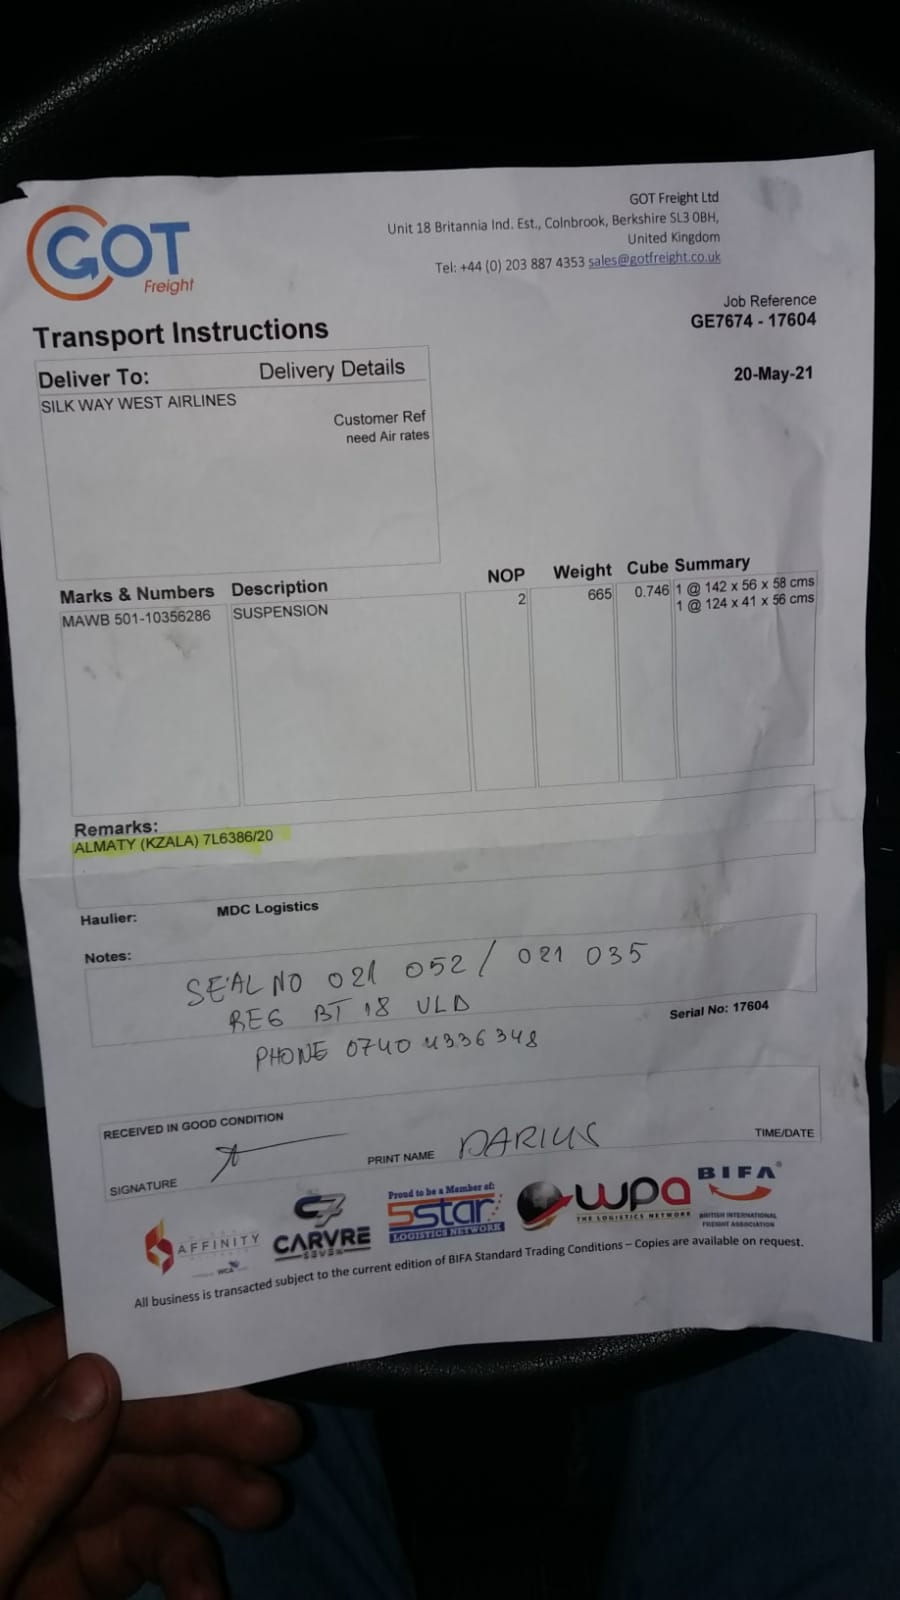 GOT
Freight
GOT Freight Ltd
Unit 18 Britannia Ind. Est., Colnbrook, Berkshire SL3 0BH,
United Kingdom
Tel: +44 (0) 203 887 4353 sales@gotfreight.co.uk
Job Reference
GE7674 - 17604
Transport Instructions
20-May-21
Deliver To: Delivery Details
SILK WAY WEST AIRLINES
Customer Ref
need Air rates
Marks & Numbers Description NOP Weight Cube Summary
MAWB 501-10356286 SUSPENSION 2 665 0.746 1 @ 142 x 56 x 58 cms
1 @ 124 x 41 x 56 cms
Remarks:
ALMATY (KZALA) 7L6386/20
Haulier: MDC Logistics
Notes:
SEAL NO 021 052 / 021 035
REG BT 18 VLD
PHONE 0740 4336348
Serial No: 17604
RECEIVED IN GOOD CONDITION
SIGNATURE PRINT NAME DARIUS TIME/DATE
AFFINITY
WCA
C7
CARVRE
SEVEN
Proud to be a Member of:
5star
LOGISTICS NETWORK
wpa
THE LOGISTICS NETWORK
BIFA
BRITISH INTERNATIONAL
FREIGHT ASSOCIATION
All business is transacted subject to the current edition of BIFA Standard Trading Conditions – Copies are available on request.